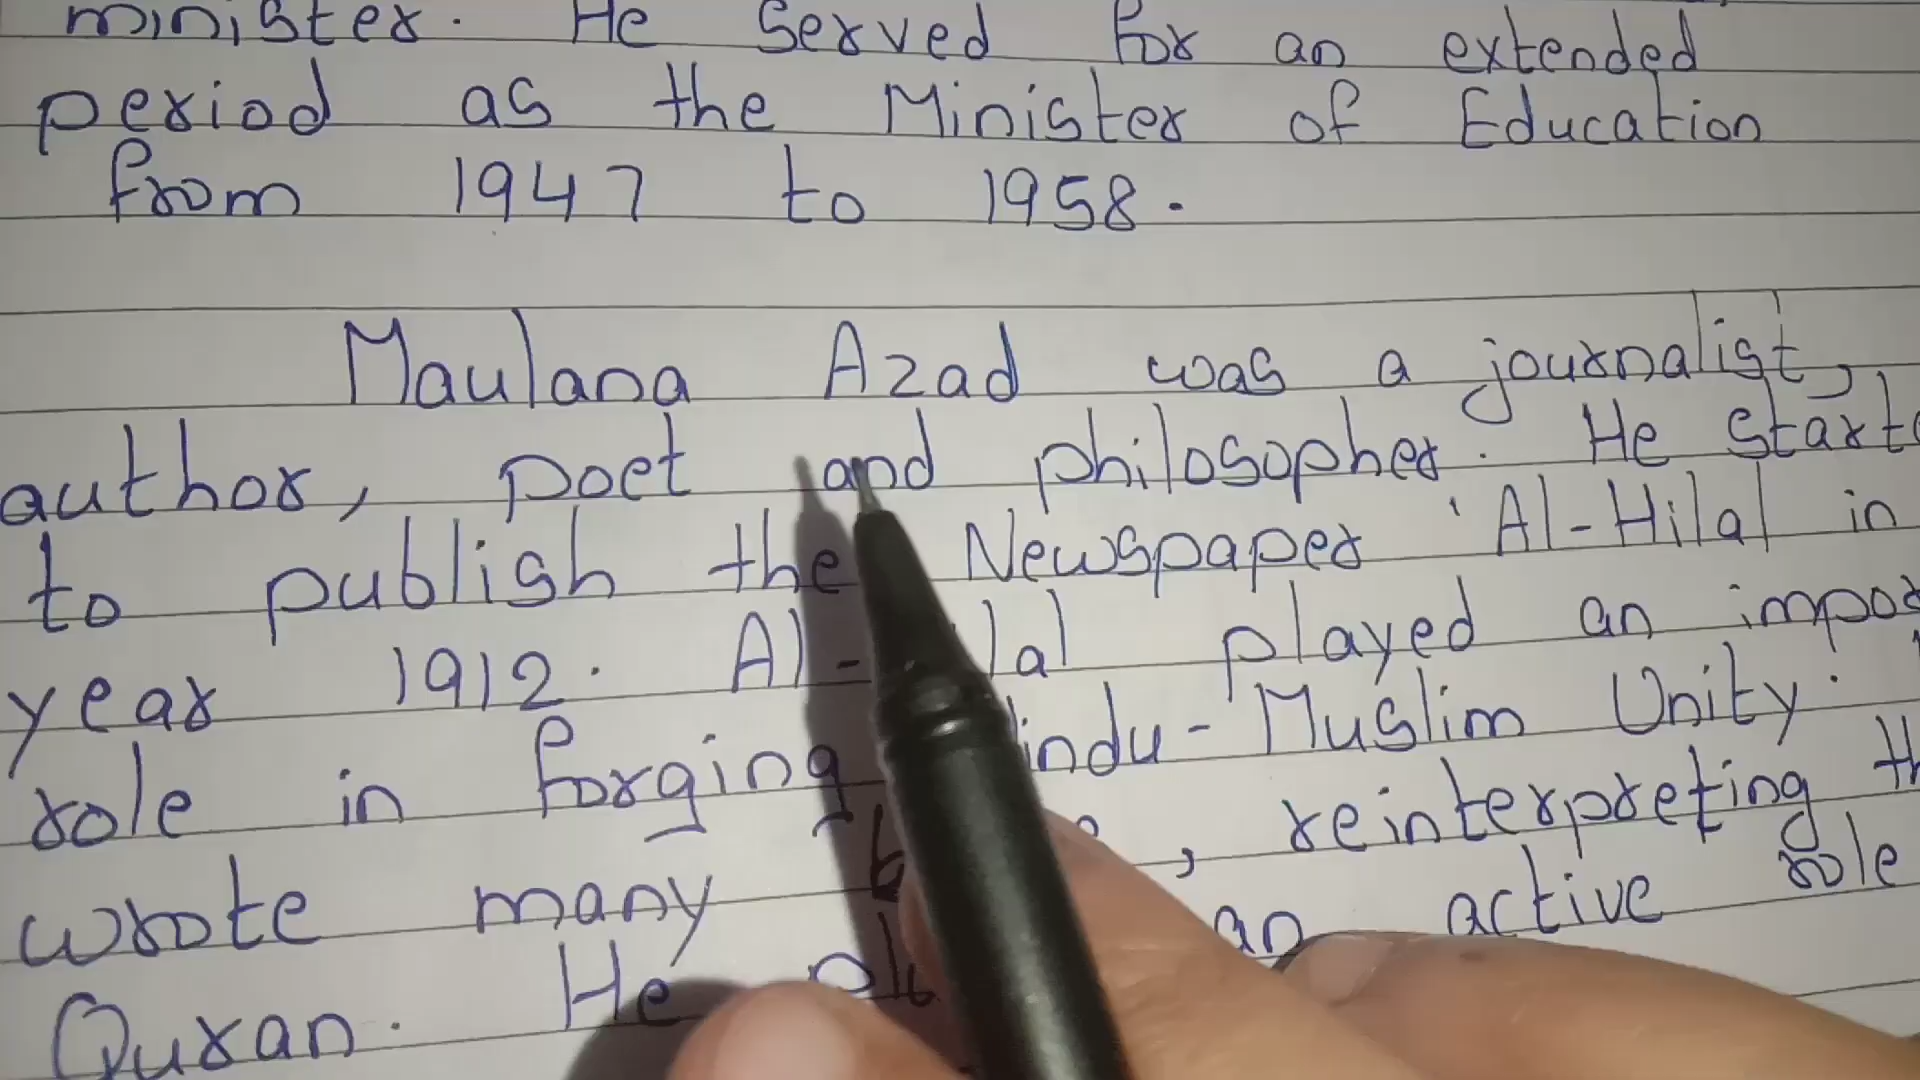 minister. He served for an extended
period as the Minister of Education
from 1947 to 1958.
Maulana Azad was a journalist,
author, poet and philosopher. He
to publish the Newspaper 'Al-Hilal in
year 1912. played an
role in forging Muslim Unity.
wrote many , reinterpreting
Quran. He an active role